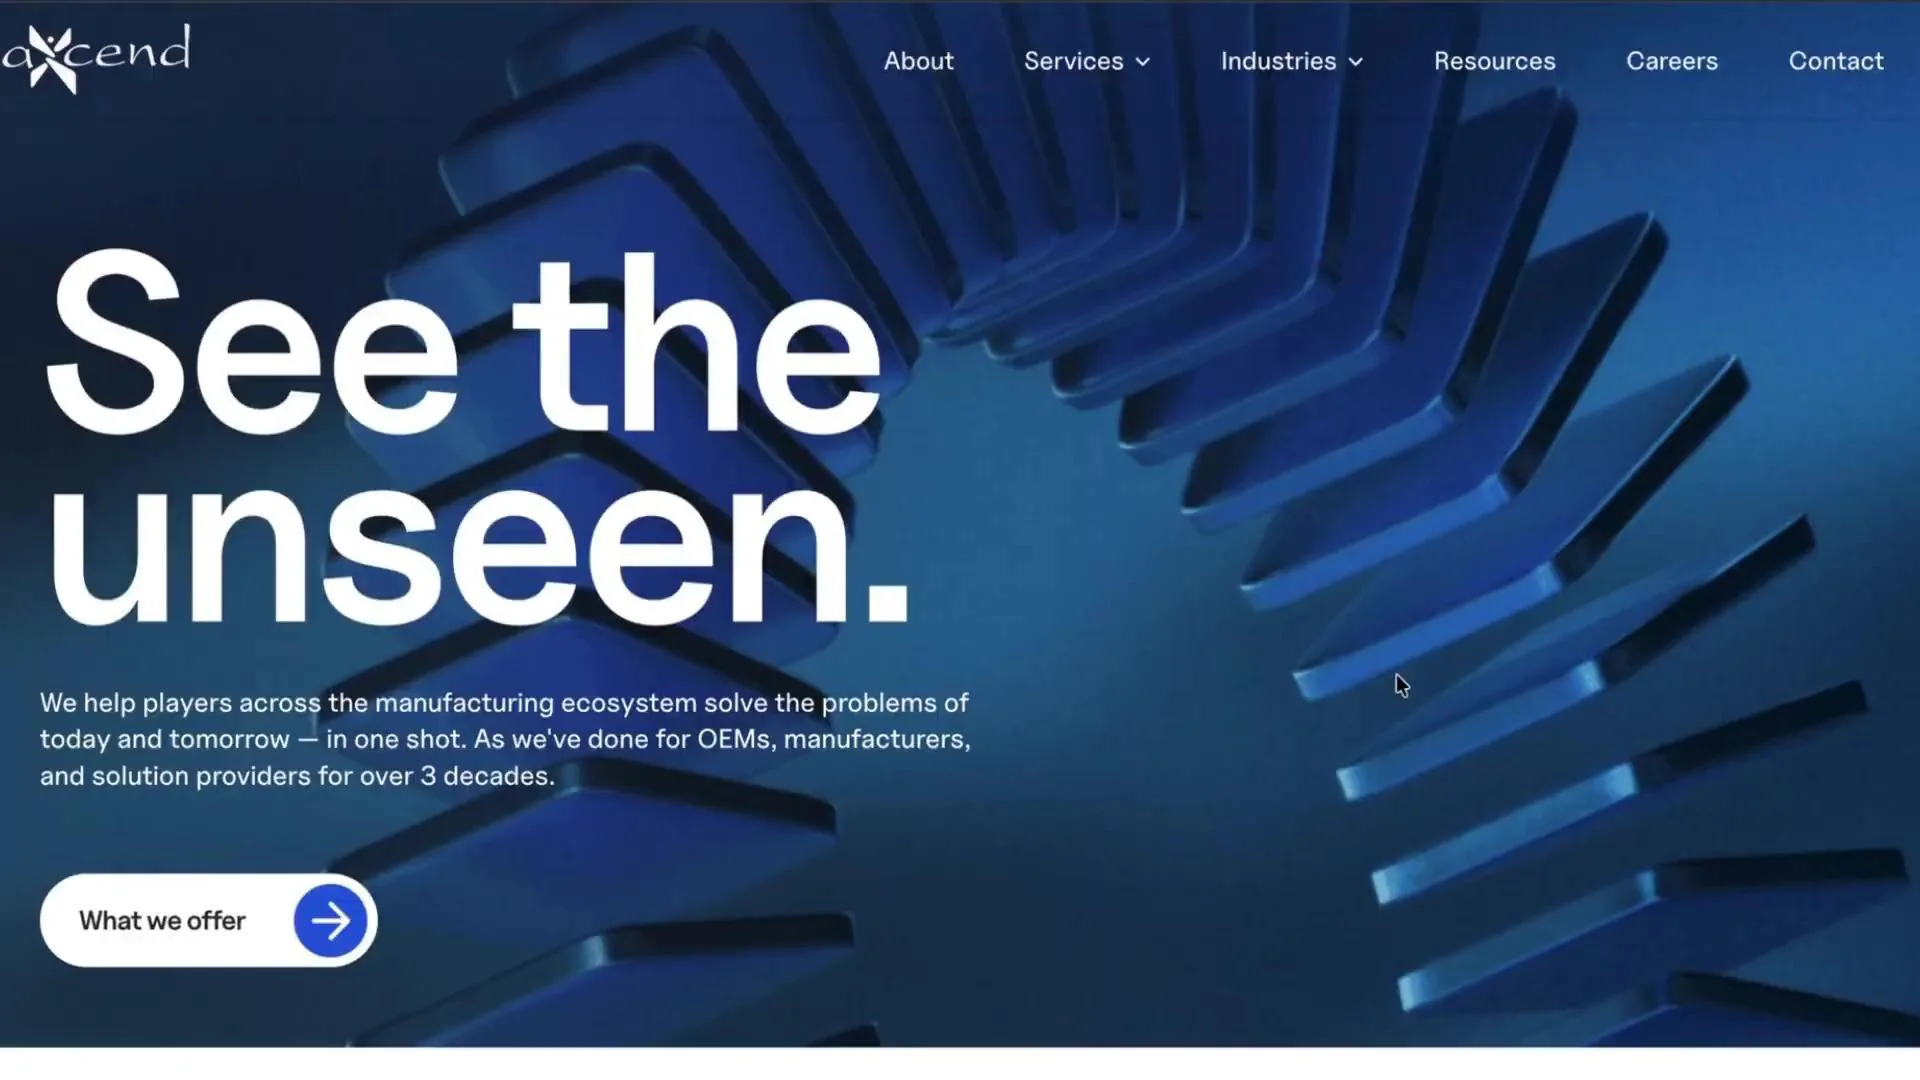 axcend
About
Services
Industries
Resources
Careers
Contact
See the
unseen.
We help players across the manufacturing ecosystem solve the problems of
today and tomorrow — in one shot. As we've done for OEMs, manufacturers,
and solution providers for over 3 decades.
What we offer